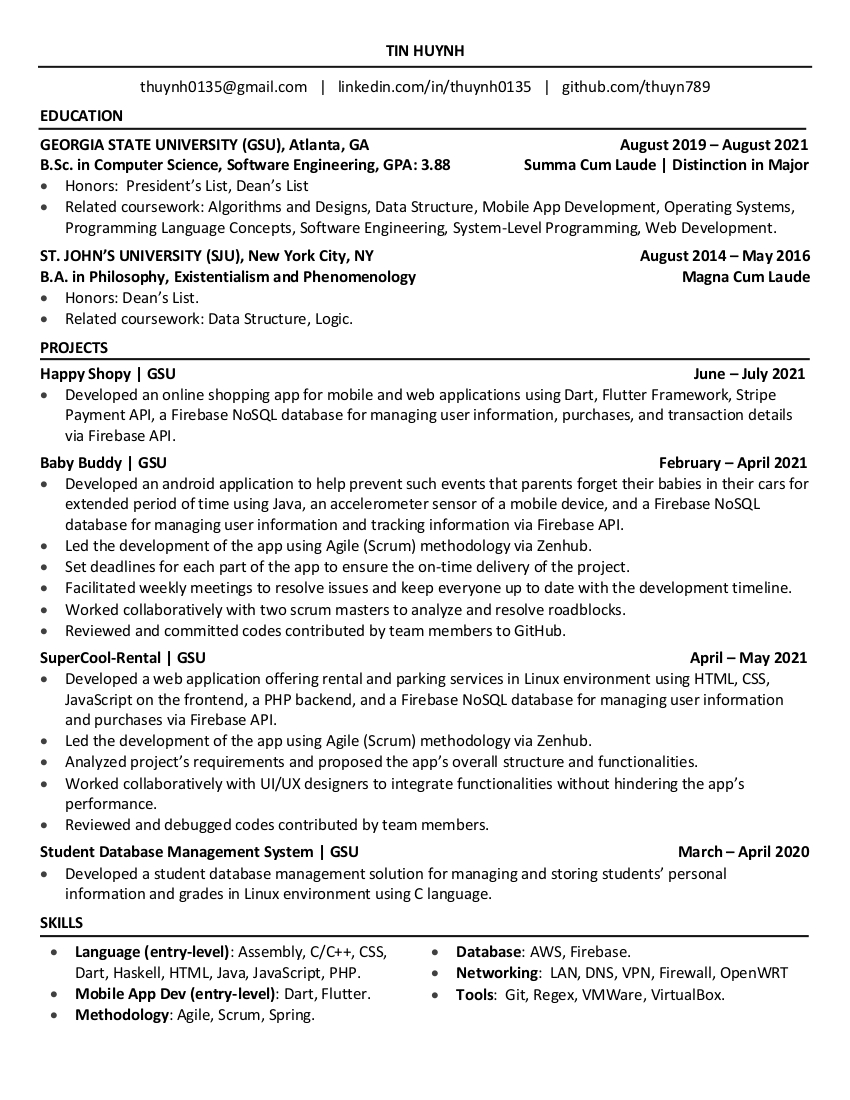 TIN HUYNH
thuynh0135@gmail.com | linkedin.com/in/thuynh0135 | github.com/thuyn789
EDUCATION
GEORGIA STATE UNIVERSITY (GSU), Atlanta, GA August 2019 – August 2021
B.Sc. in Computer Science, Software Engineering, GPA: 3.88 Summa Cum Laude | Distinction in Major
• Honors: President’s List, Dean’s List
• Related coursework: Algorithms and Designs, Data Structure, Mobile App Development, Operating Systems,
Programming Language Concepts, Software Engineering, System-Level Programming, Web Development.
ST. JOHN’S UNIVERSITY (SJU), New York City, NY August 2014 – May 2016
B.A. in Philosophy, Existentialism and Phenomenology Magna Cum Laude
• Honors: Dean’s List.
• Related coursework: Data Structure, Logic.
PROJECTS
Happy Shopy | GSU June – July 2021
• Developed an online shopping app for mobile and web applications using Dart, Flutter Framework, Stripe
Payment API, a Firebase NoSQL database for managing user information, purchases, and transaction details
via Firebase API.
Baby Buddy | GSU February – April 2021
• Developed an android application to help prevent such events that parents forget their babies in their cars for
extended period of time using Java, an accelerometer sensor of a mobile device, and a Firebase NoSQL
database for managing user information and tracking information via Firebase API.
• Led the development of the app using Agile (Scrum) methodology via Zenhub.
• Set deadlines for each part of the app to ensure the on-time delivery of the project.
• Facilitated weekly meetings to resolve issues and keep everyone up to date with the development timeline.
• Worked collaboratively with two scrum masters to analyze and resolve roadblocks.
• Reviewed and committed codes contributed by team members to GitHub.
SuperCool-Rental | GSU April – May 2021
• Developed a web application offering rental and parking services in Linux environment using HTML, CSS,
JavaScript on the frontend, a PHP backend, and a Firebase NoSQL database for managing user information
and purchases via Firebase API.
• Led the development of the app using Agile (Scrum) methodology via Zenhub.
• Analyzed project’s requirements and proposed the app’s overall structure and functionalities.
• Worked collaboratively with UI/UX designers to integrate functionalities without hindering the app’s
performance.
• Reviewed and debugged codes contributed by team members.
Student Database Management System | GSU March – April 2020
• Developed a student database management solution for managing and storing students’ personal
information and grades in Linux environment using C language.
SKILLS
• Language (entry-level): Assembly, C/C++, CSS,
Dart, Haskell, HTML, Java, JavaScript, PHP.
• Mobile App Dev (entry-level): Dart, Flutter.
• Methodology: Agile, Scrum, Spring.
• Database: AWS, Firebase.
• Networking: LAN, DNS, VPN, Firewall, OpenWRT
• Tools: Git, Regex, VMWare, VirtualBox.